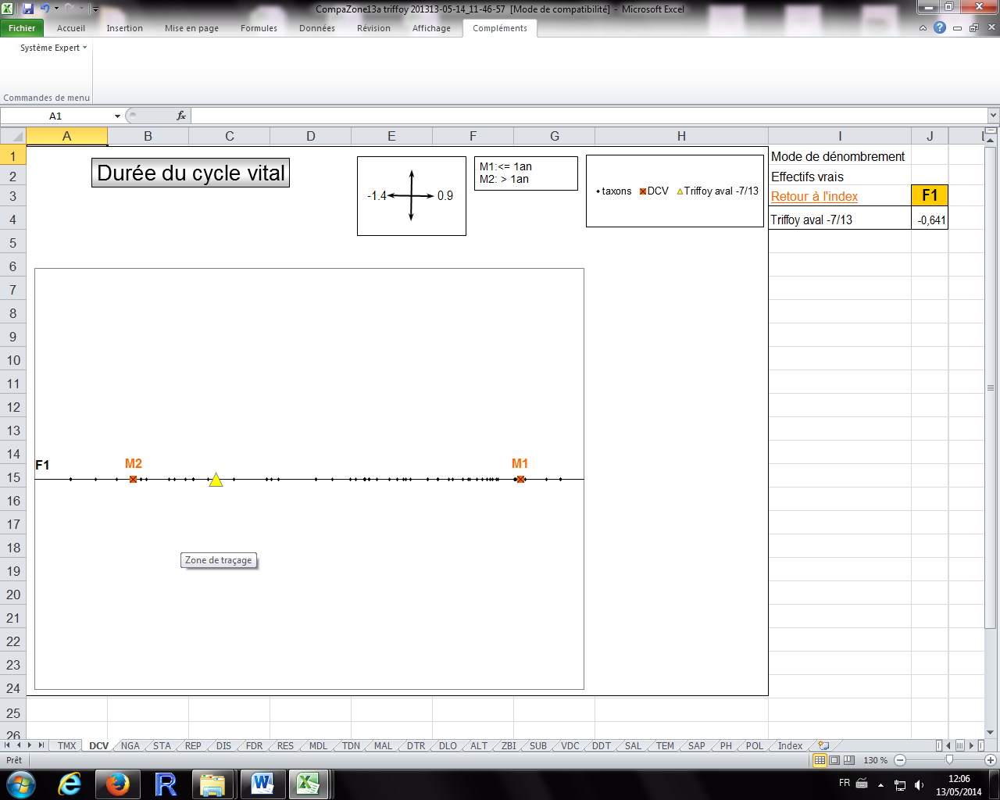 CompaZone13a triffoy 201313-05-14_11-46-57 [Mode de compatibilité] - Microsoft Excel
Fichier Accueil Insertion Mise en page Formules Données Révision Affichage Compléments
Système Expert
Commandes de menu
A1 fx
A B C D E F G H I J L
1 Mode de dénombrement
2 Effectifs vrais
3 Retour à l'index F1
4 Triffoy aval -7/13 -0,641
5
6
7
8
9
10
11
12
13
14
15
16
17
18
19
20
21
22
23
24
25
26
Durée du cycle vital
-1.4 0.9
M1:<= 1an
M2: > 1an
taxons DCV Triffoy aval -7/13
F1 M2 M1
Zone de traçage
TMX DCV NGA STA REP DIS FDR RES MDL TDN MAL DTR DLO ALT ZBI SUB VDC DDT SAL TEM SAP PH POL Index
Prêt 130 %
FR 12:06
13/05/2014